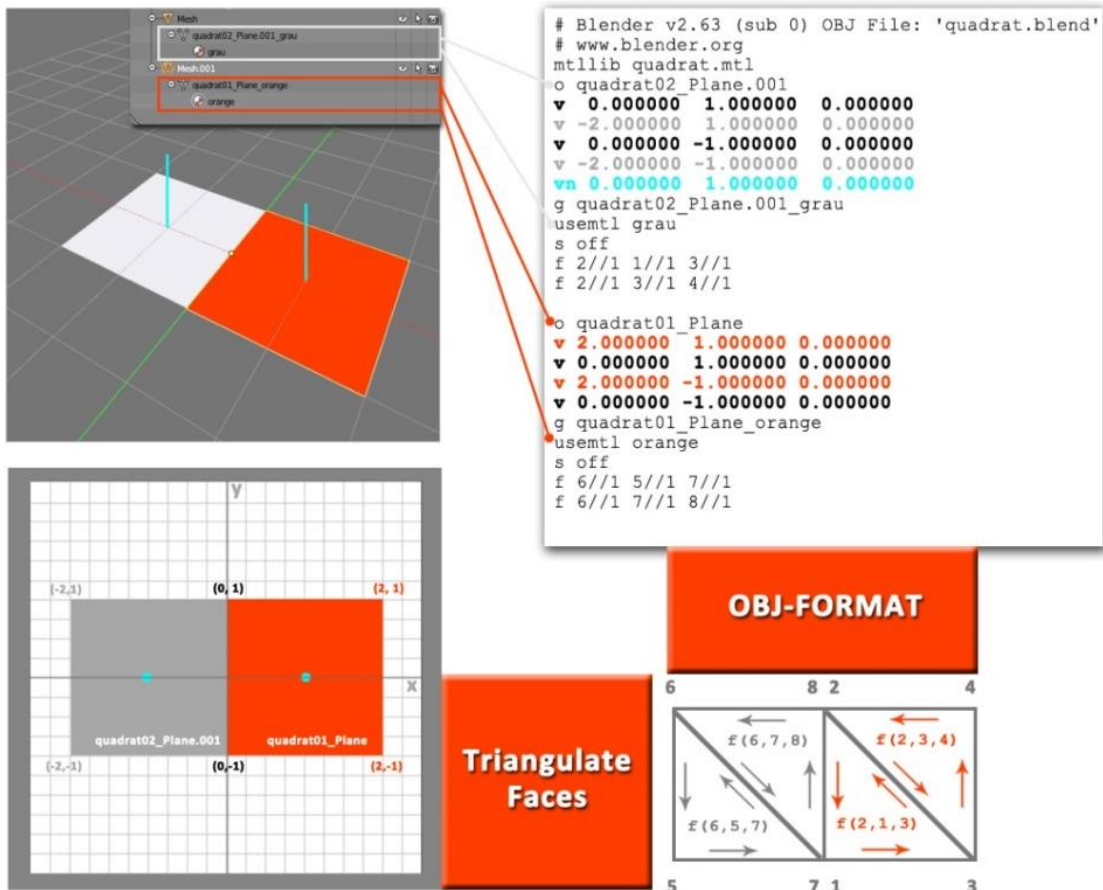 Mesh
quadrat02_Plane.001_grau
grau
Mesh.001
quadrat01_Plane_orange
orange
# Blender v2.63 (sub 0) OBJ File: 'quadrat.blend'
# www.blender.org
mtllib quadrat.mtl
o quadrat02_Plane.001
v 0.000000 1.000000 0.000000
v -2.000000 1.000000 0.000000
v 0.000000 -1.000000 0.000000
v -2.000000 -1.000000 0.000000
vn 0.000000 1.000000 0.000000
g quadrat02_Plane.001_grau
usemtl grau
s off
f 2//1 1//1 3//1
f 2//1 3//1 4//1
o quadrat01_Plane
v 2.000000 1.000000 0.000000
v 0.000000 1.000000 0.000000
v 2.000000 -1.000000 0.000000
v 0.000000 -1.000000 0.000000
g quadrat01_Plane_orange
usemtl orange
s off
f 6//1 5//1 7//1
f 6//1 7//1 8//1
y
(-2,1) (0, 1) (2, 1)
x
quadrat02_Plane.001 quadrat01_Plane
(-2,-1) (0,-1) (2,-1)
OBJ-FORMAT
Triangulate
Faces
6 8 2 4
f(6,7,8) f(2,3,4)
f(6,5,7) f(2,1,3)
5 7 1 3